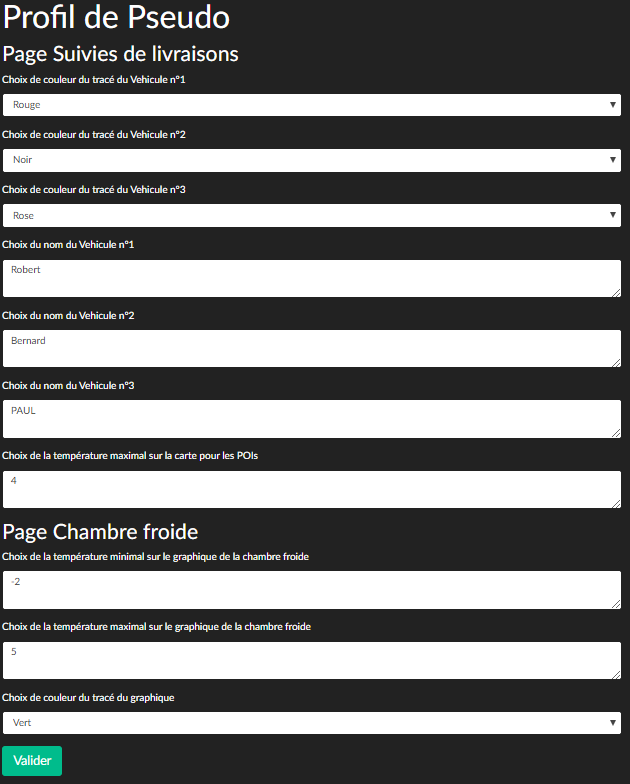 Profil de Pseudo
Page Suivies de livraisons
Choix de couleur du tracé du Vehicule n°1
Rouge
Choix de couleur du tracé du Vehicule n°2
Noir
Choix de couleur du tracé du Vehicule n°3
Rose
Choix du nom du Vehicule n°1
Robert
Choix du nom du Vehicule n°2
Bernard
Choix du nom du Vehicule n°3
PAUL
Choix de la température maximal sur la carte pour les POIs
4
Page Chambre froide
Choix de la température minimal sur le graphique de la chambre froide
-2
Choix de la température maximal sur le graphique de la chambre froide
5
Choix de couleur du tracé du graphique
Vert
Valider